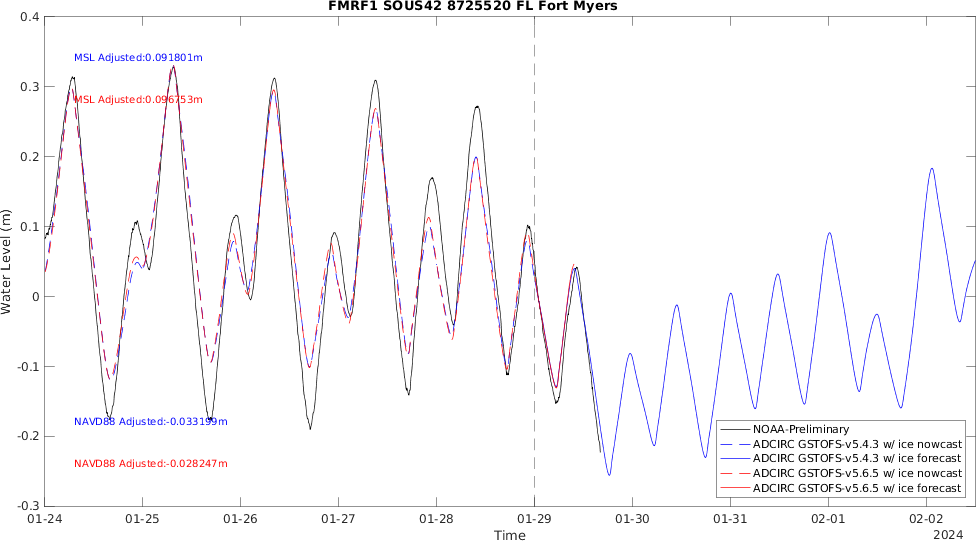 FMRF1 SOUS42 8725520 FL Fort Myers
0.4
0.3
0.2
0.1
0
-0.1
-0.2
-0.3
Water Level (m)
MSL Adjusted:0.091801m
MSL Adjusted:0.096753m
NAVD88 Adjusted:-0.033199m
NAVD88 Adjusted:-0.028247m
NOAA-Preliminary
ADCIRC GSTOFS-v5.4.3 w/ ice nowcast
ADCIRC GSTOFS-v5.4.3 w/ ice forecast
ADCIRC GSTOFS-v5.6.5 w/ ice nowcast
ADCIRC GSTOFS-v5.6.5 w/ ice forecast
01-24 01-25 01-26 01-27 01-28 01-29 01-30 01-31 02-01 02-02
Time
2024